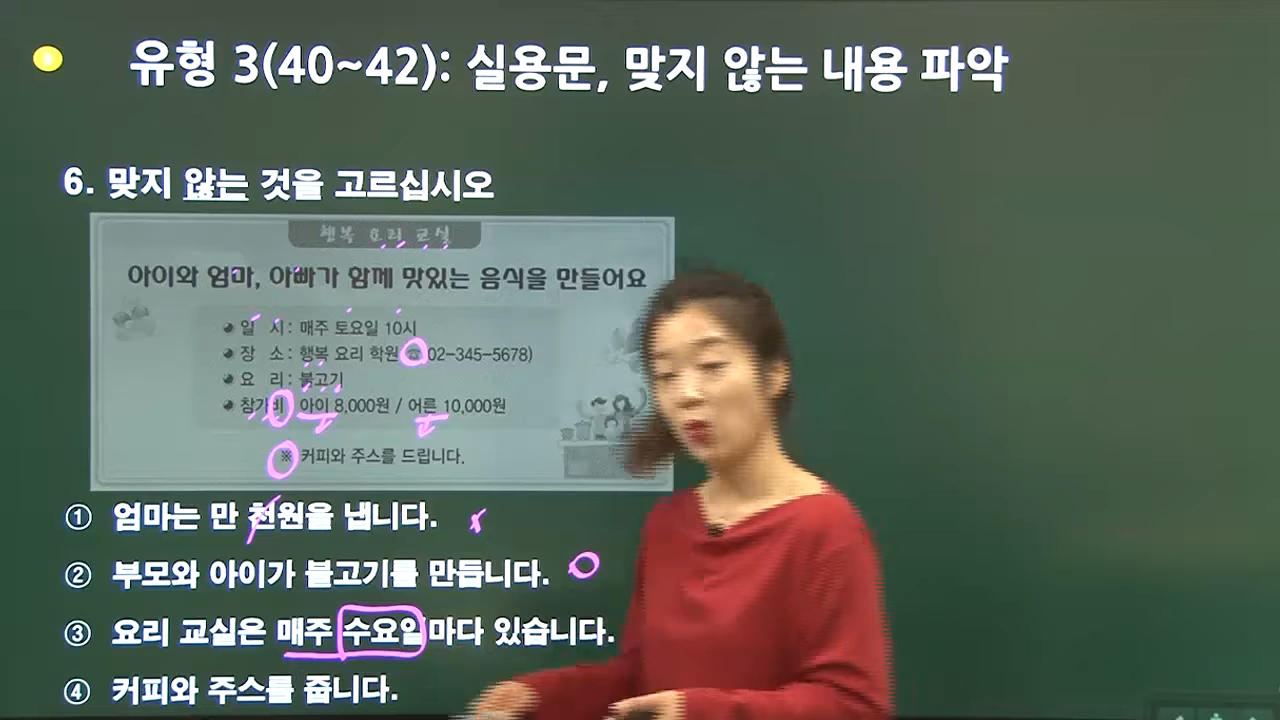 유형 3(40~42): 실용문, 맞지 않는 내용 파악
6. 맞지 않는 것을 고르십시오
행복 요리 교실
아이와 엄마, 아빠가 함께 맛있는 음식을 만들어요
일 시: 매주 토요일 10시
장 소: 행복 요리 학원 ☎02-345-5678)
요 리: 불고기
참가비 아이 8,000원 / 어른 10,000원
※ 커피와 주스를 드립니다.
① 엄마는 만 천원을 냅니다.
② 부모와 아이가 불고기를 만듭니다.
③ 요리 교실은 매주 수요일마다 있습니다.
④ 커피와 주스를 줍니다.